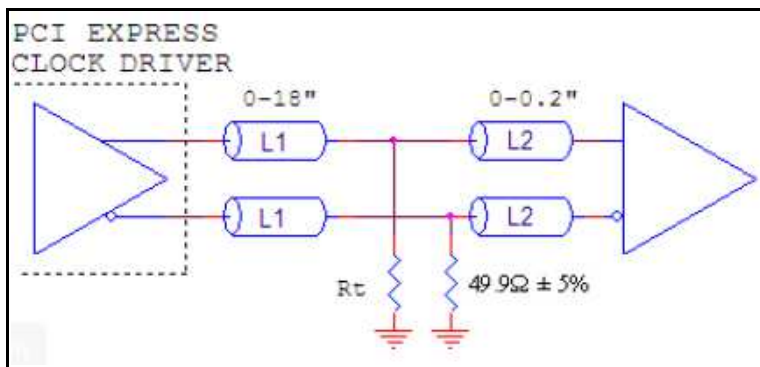 PCI EXPRESS
CLOCK DRIVER
0-18"
0-0.2"
L1
L2
L1
L2
Rt
49.9Ω ± 5%